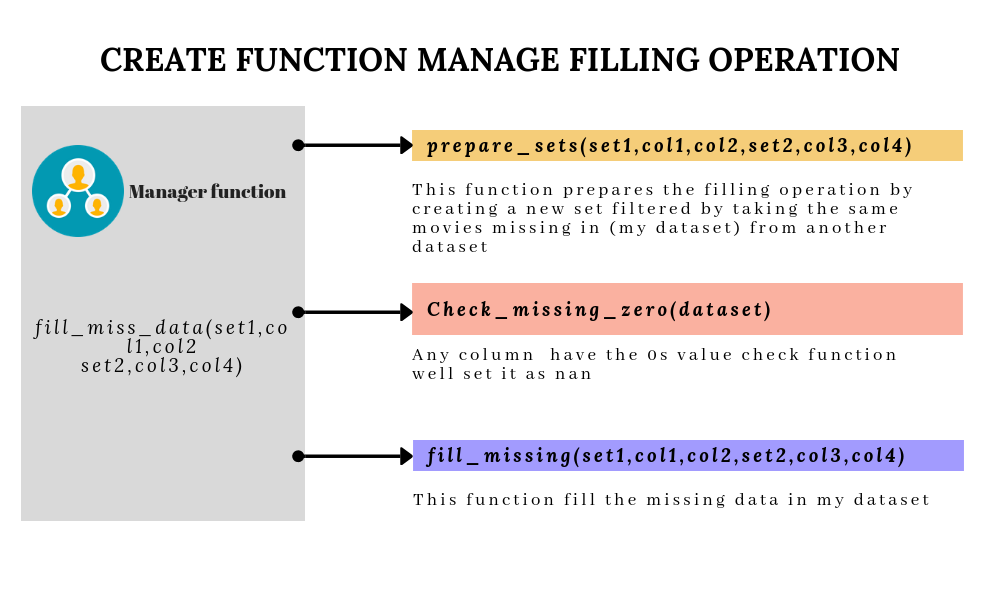 CREATE FUNCTION MANAGE FILLING OPERATION
Manager function
fill_miss_data(set1,co
l1,col2
set2,col3,col4)
prepare_sets(set1,col1,col2,set2,col3,col4)
This function prepares the filling operation by
creating a new set filtered by taking the same
movies missing in (my dataset) from another
dataset
Check_missing_zero(dataset)
Any column  have the 0s value check function
well set it as nan
fill_missing(set1,col1,col2,set2,col3,col4)
This function fill the missing data in my dataset